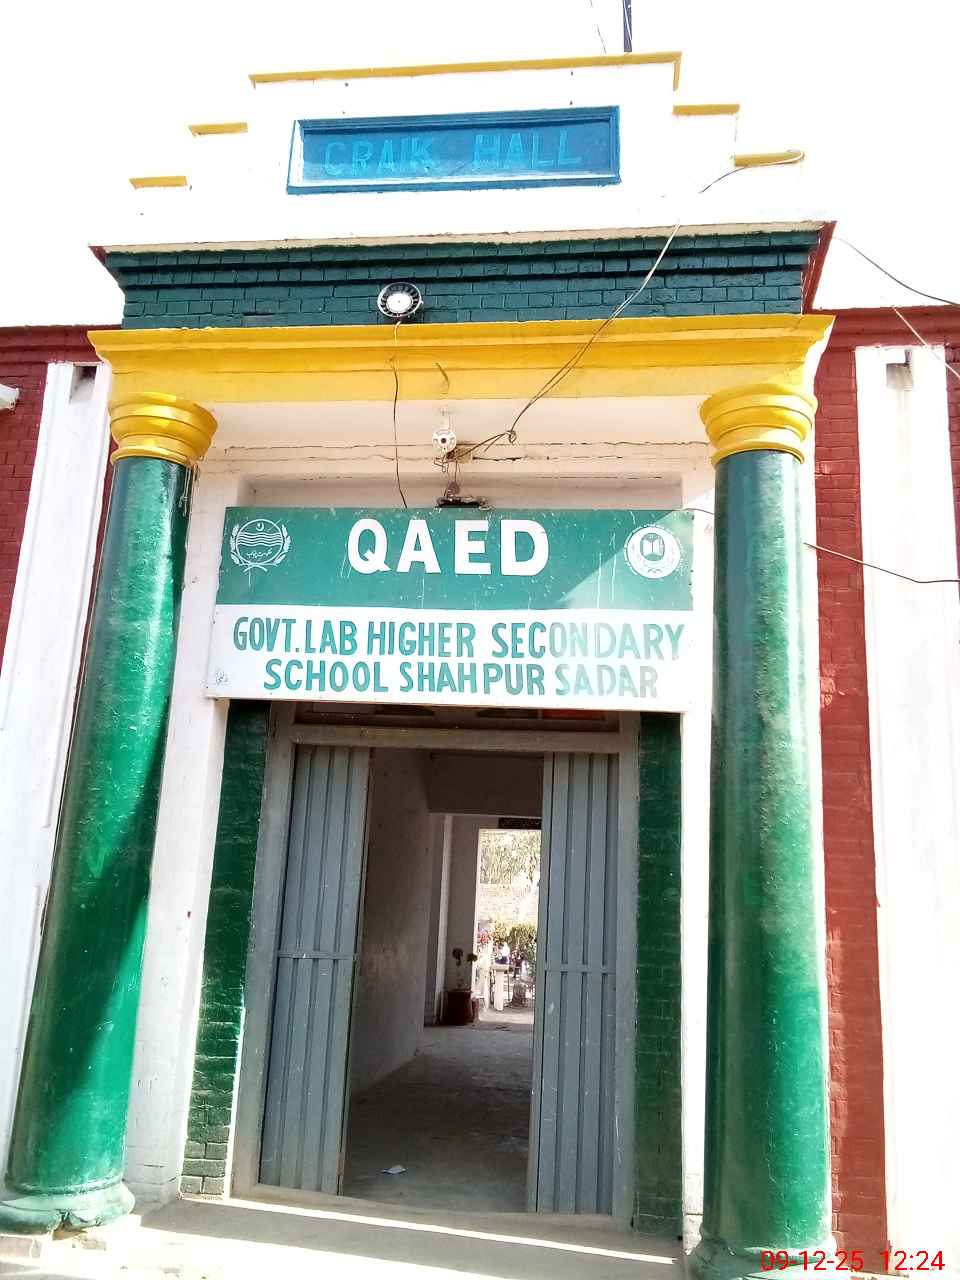 CRAIK HALL
QAED
GOVT. LAB HIGHER SECONDARY
SCHOOL SHAHPUR SADAR
09-12-25 12:24